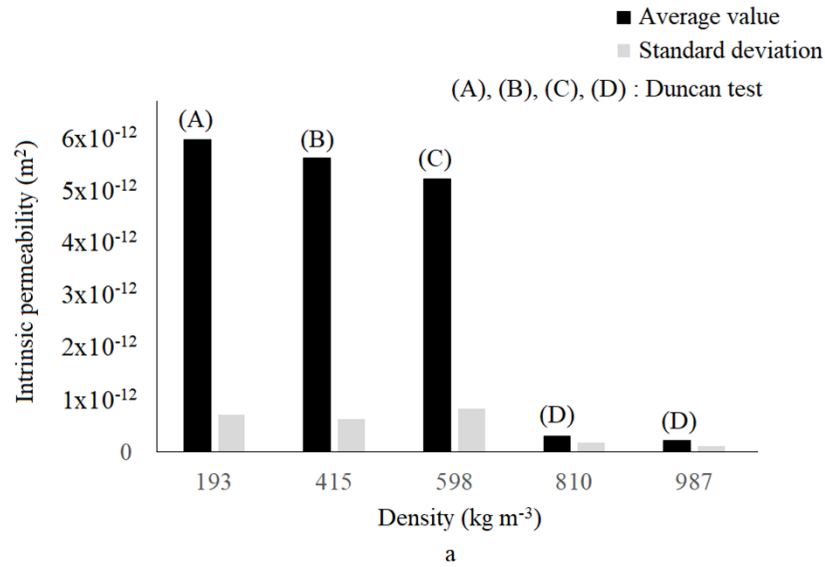 Average value
Standard deviation
(A), (B), (C), (D) : Duncan test
Intrinsic permeability (m²)
6x10⁻¹²
5x10⁻¹²
4x10⁻¹²
3x10⁻¹²
2x10⁻¹²
1x10⁻¹²
0
(A)
(B)
(C)
(D)
(D)
193 415 598 810 987
Density (kg m⁻³)
a